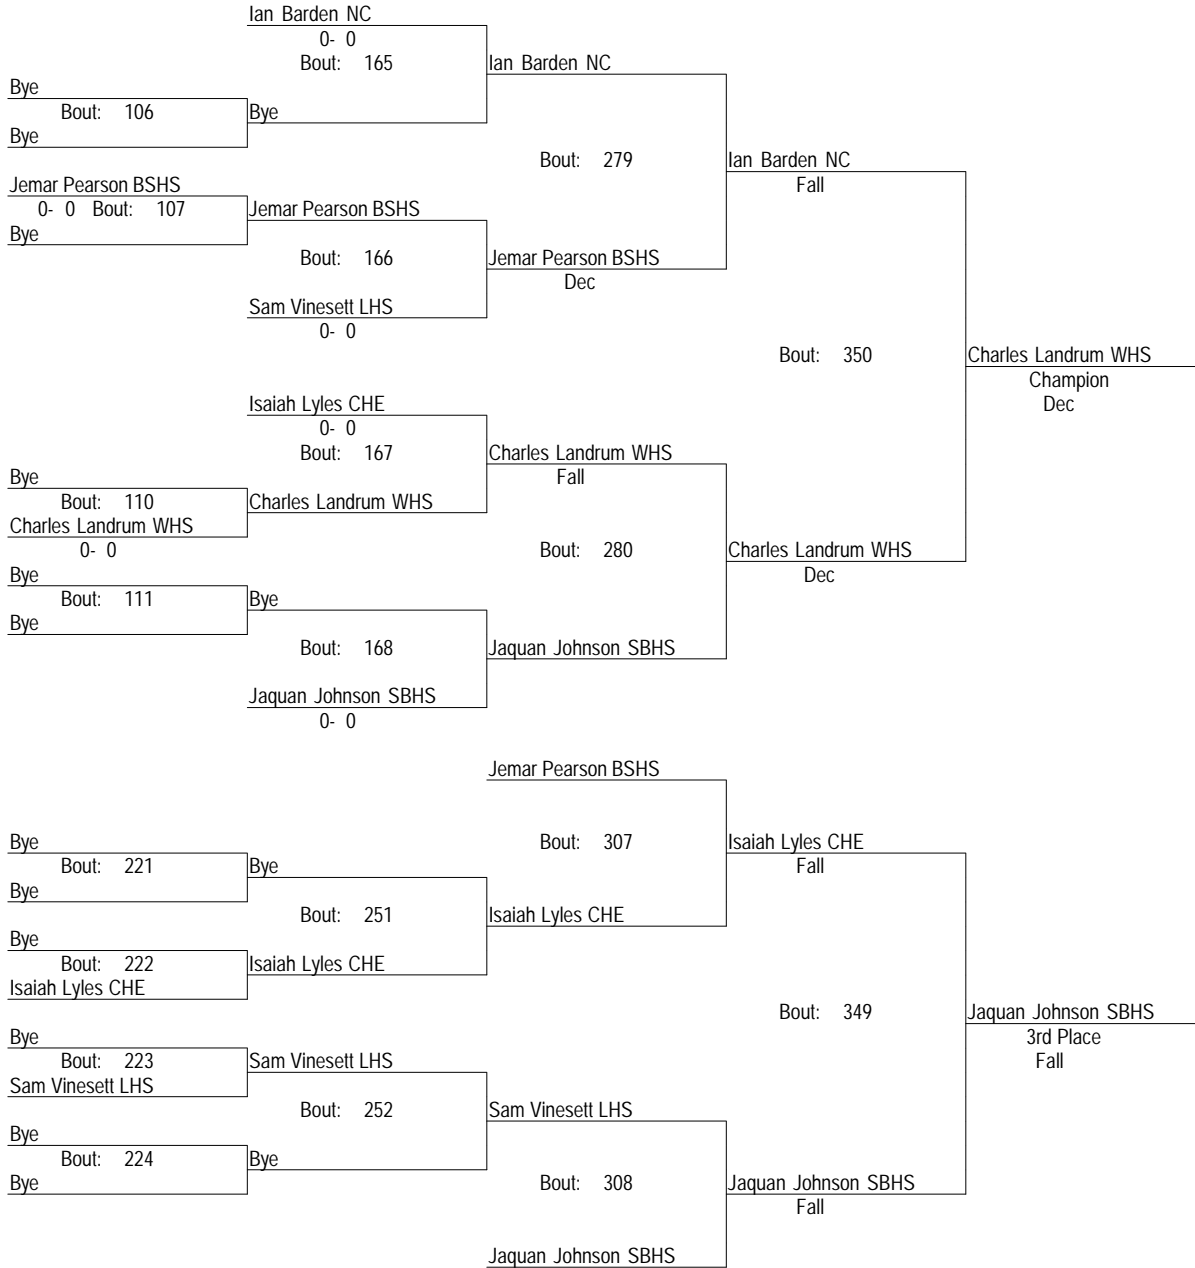 Ian Barden NC
0- 0
Bout: 165
Ian Barden NC
Bye
Bout: 106
Bye
Bye
Bout: 279
Ian Barden NC
Fall
Jemar Pearson BSHS
0- 0 Bout: 107
Jemar Pearson BSHS
Bye
Bout: 166
Jemar Pearson BSHS
Dec
Sam Vinesett LHS
0- 0
Bout: 350
Charles Landrum WHS
Champion
Dec
Isaiah Lyles CHE
0- 0
Bout: 167
Charles Landrum WHS
Fall
Bye
Bout: 110
Charles Landrum WHS
Charles Landrum WHS
0- 0
Bout: 280
Charles Landrum WHS
Dec
Bye
Bout: 111
Bye
Bye
Bout: 168
Jaquan Johnson SBHS
Jaquan Johnson SBHS
0- 0
Jemar Pearson BSHS
Bout: 307
Isaiah Lyles CHE
Fall
Bye
Bout: 221
Bye
Bye
Bout: 251
Isaiah Lyles CHE
Bye
Bout: 222
Isaiah Lyles CHE
Isaiah Lyles CHE
Bout: 349
Jaquan Johnson SBHS
3rd Place
Fall
Bye
Bout: 223
Sam Vinesett LHS
Sam Vinesett LHS
Bout: 252
Sam Vinesett LHS
Bye
Bout: 224
Bye
Bye
Bout: 308
Jaquan Johnson SBHS
Fall
Jaquan Johnson SBHS